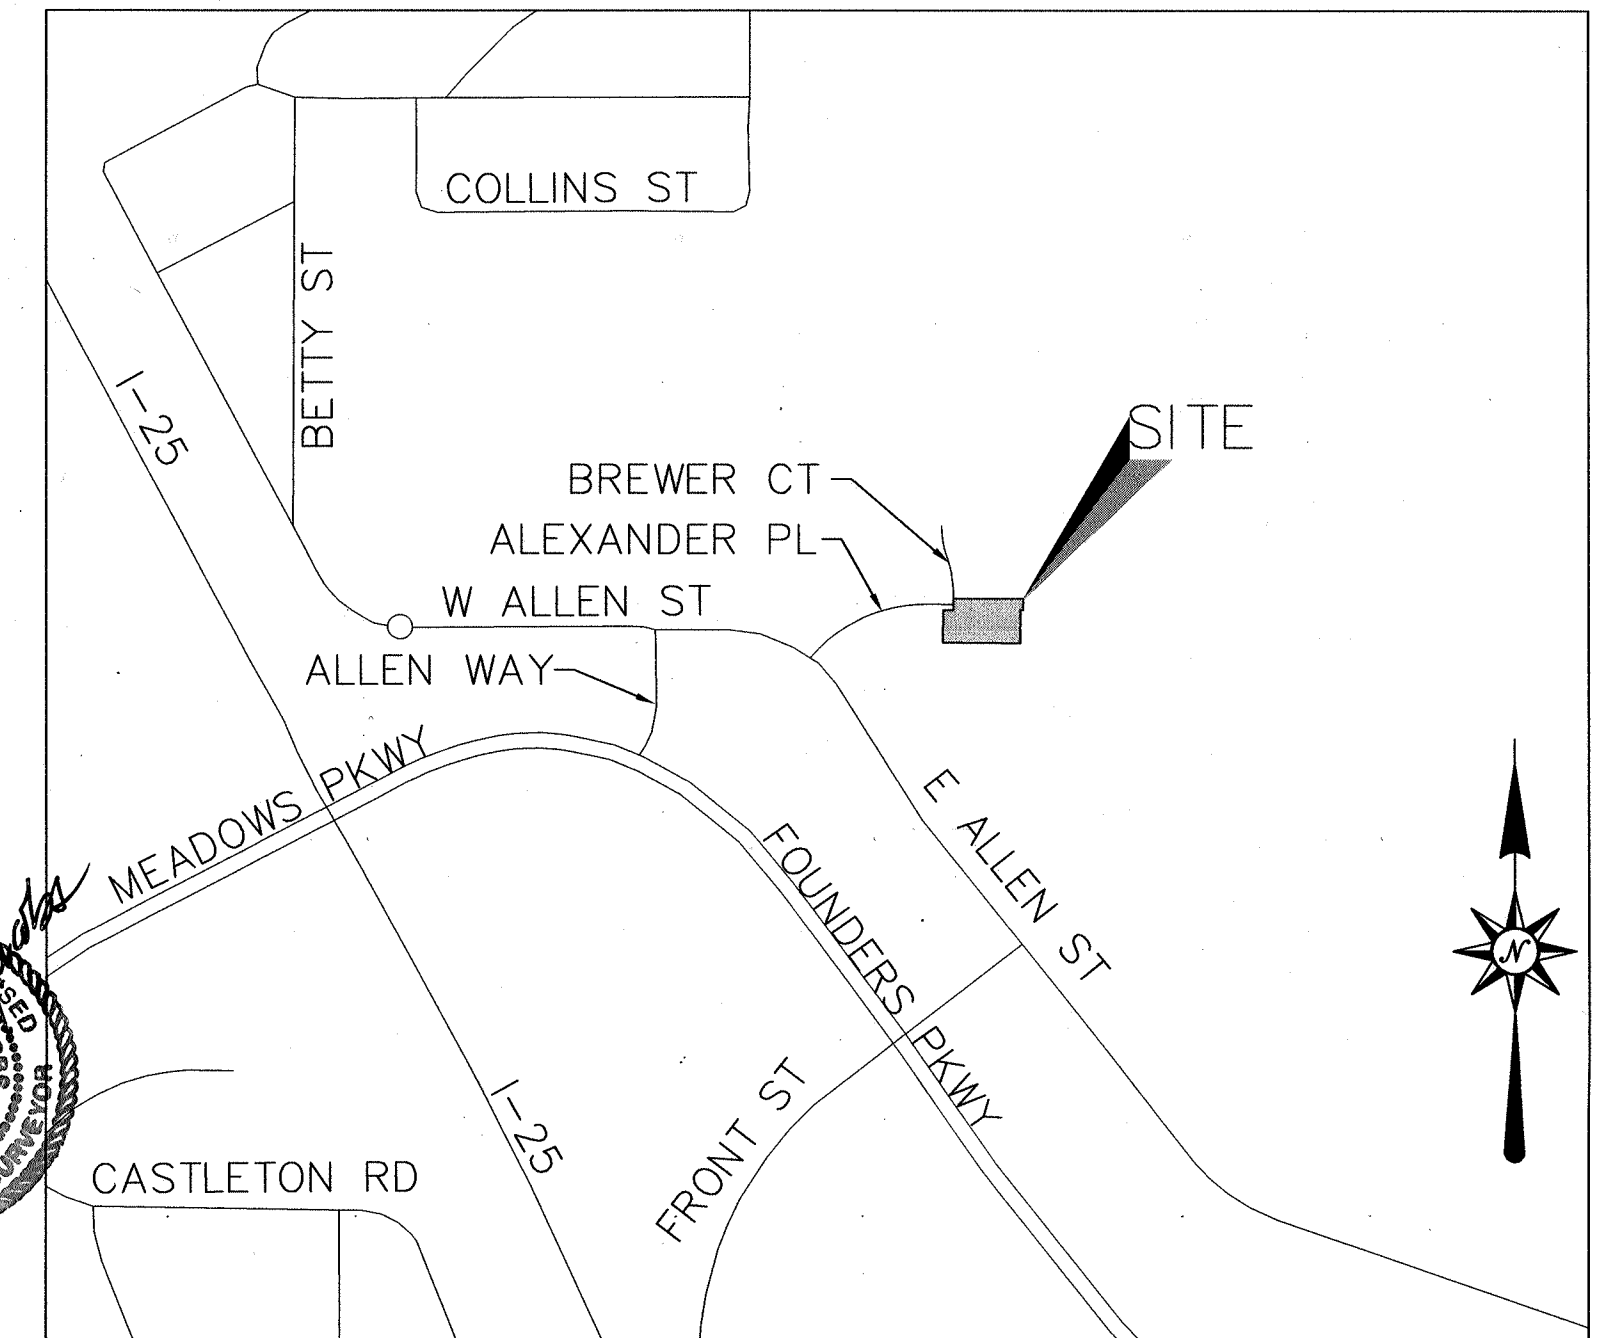 COLLINS ST
BETTY ST
I-25
SITE
BREWER CT
ALEXANDER PL
W ALLEN ST
ALLEN WAY
MEADOWS PKWY
E ALLEN ST
FOUNDERS PKWY
N
SURVEYOR
I-25
FRONT ST
CASTLETON RD